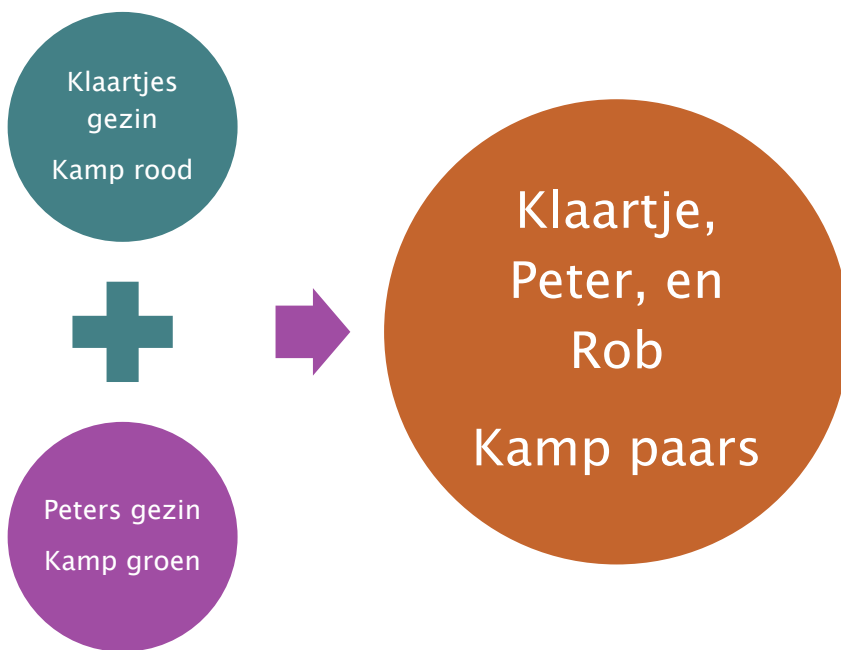 Klaartjes
gezin
Kamp rood
Peters gezin
Kamp groen
Klaartje,
Peter, en
Rob
Kamp paars